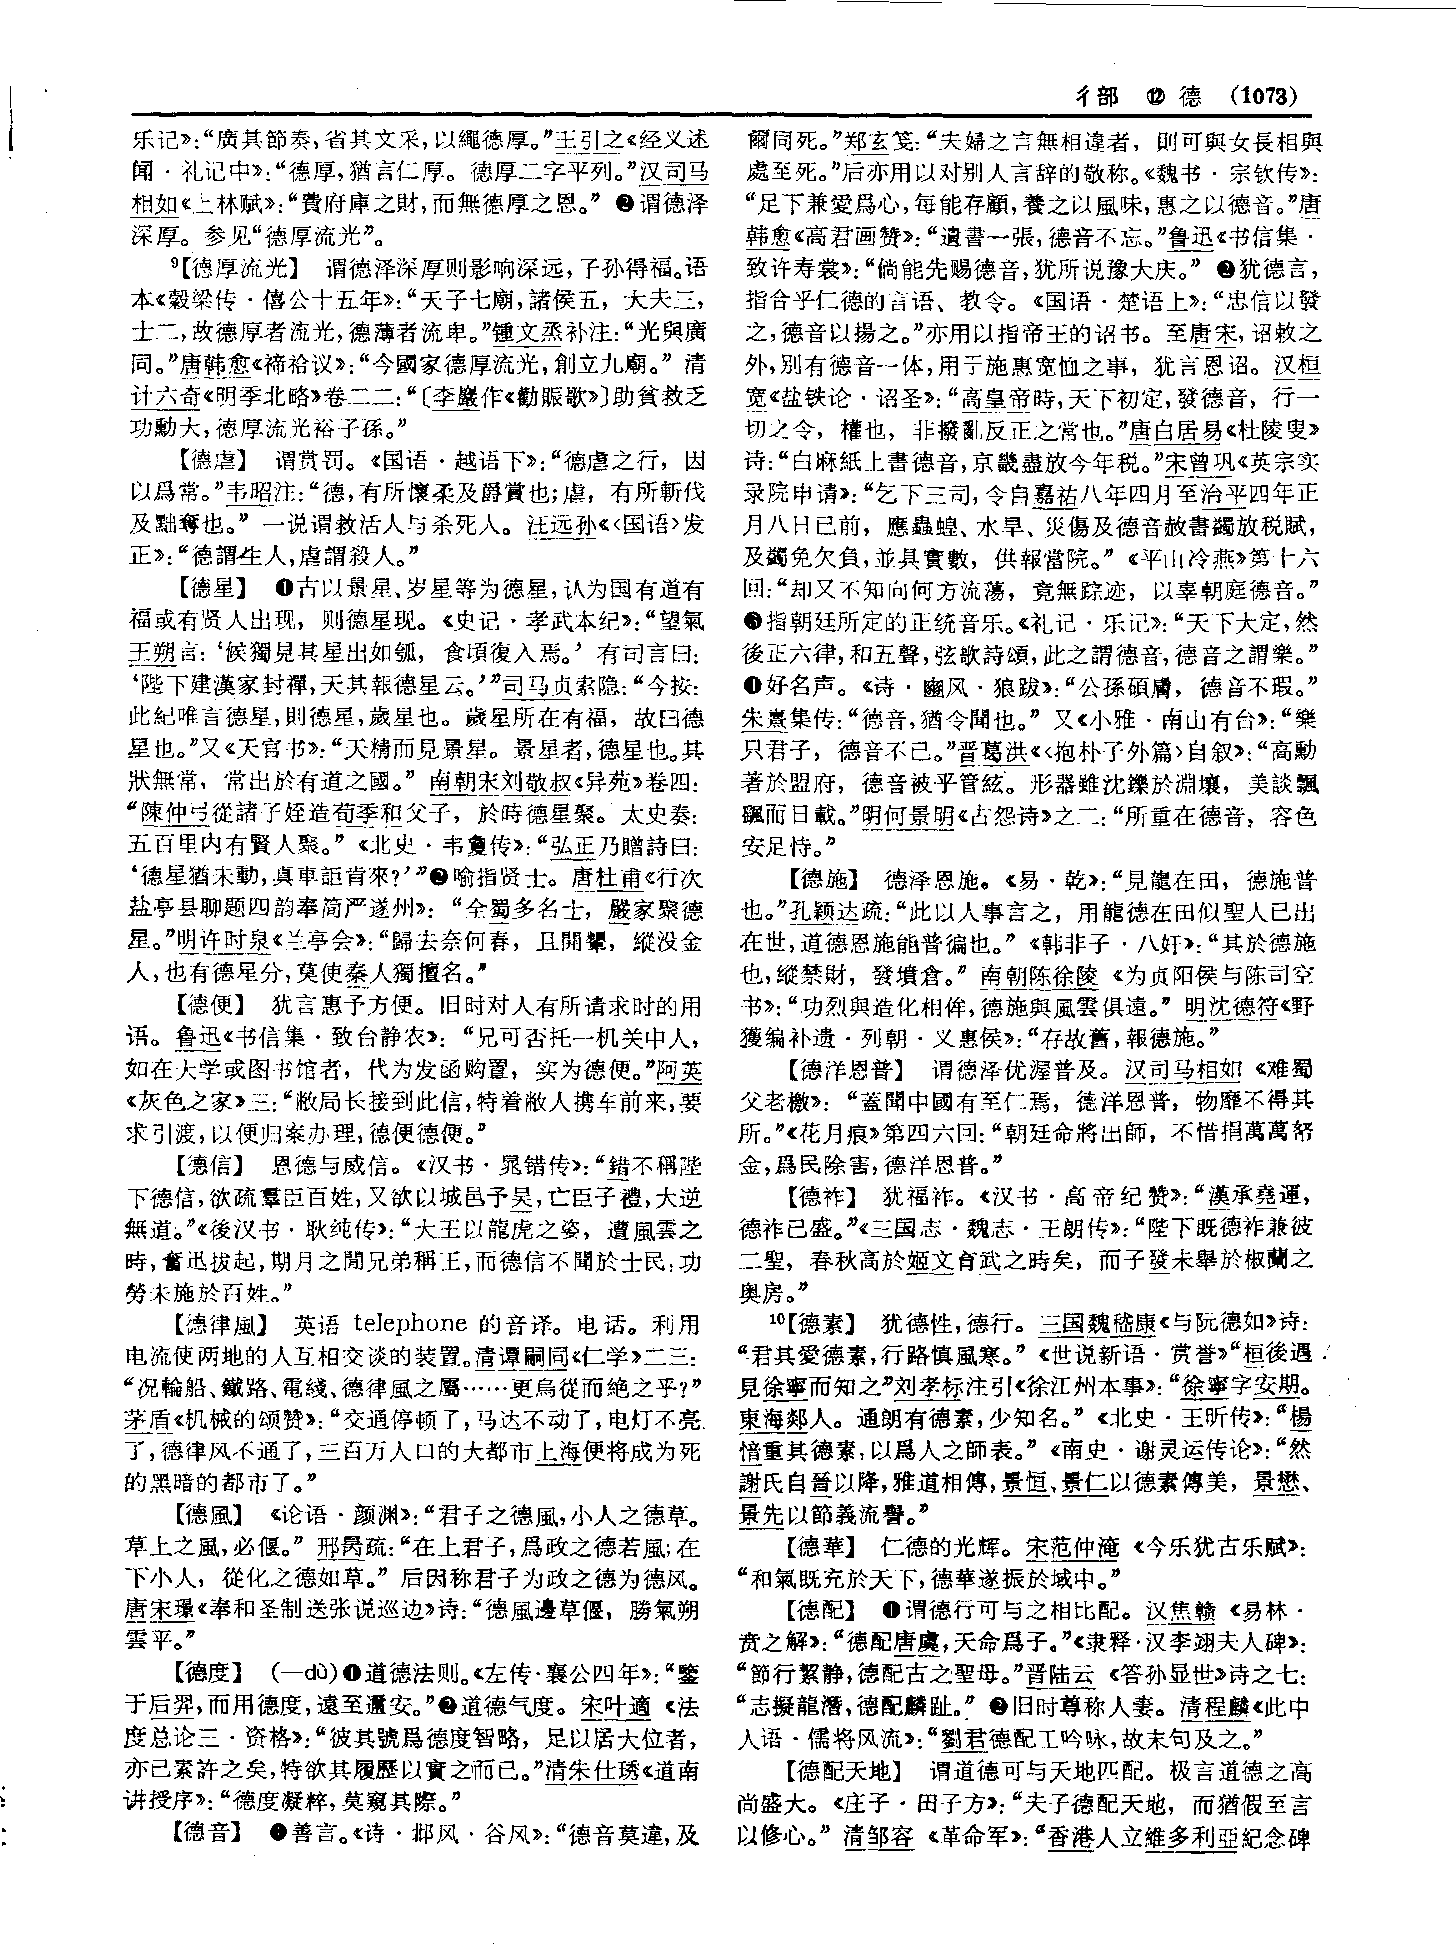 彳部 ⑫ 德 (1073)
乐记》：“廣其節奏，省其文采，以繩德厚。”王引之《经义述
闻·礼记中》：“德厚，猶言仁厚。德厚二字平列。”汉司马
相如《上林赋》：“費府庫之財，而無德厚之恩。”❷谓德泽
深厚。参见“德厚流光”。
⁹【德厚流光】 谓德泽深厚则影响深远，子孙得福。语
本《穀梁传·僖公十五年》：“天子七廟，諸侯五，大夫三，
士二，故德厚者流光，德薄者流卑。”锺文烝补注：“光與廣
同。”唐韩愈《禘祫议》：“今國家德厚流光，創立九廟。”清
计六奇《明季北略》卷二二：“〔李巖作《勸賑歌》〕助貧救乏
功勳大，德厚流光裕子孫。”
【德虐】 谓赏罚。《国语·越语下》：“德虐之行，因
以爲常。”韦昭注：“德，有所懷柔及爵賞也；虐，有所斬伐
及黜奪也。”一说谓救活人与杀死人。汪远孙《〈国语〉发
正》：“德謂生人，虐謂殺人。”
【德星】 ❶古以景星、岁星等为德星，认为国有道有
福或有贤人出现，则德星现。《史记·孝武本纪》：“望氣
王朔言：‘候獨見其星出如瓠，食頃復入焉。’有司言曰：
‘陛下建漢家封禪，天其報德星云。’”司马贞索隐：“今按：
此紀唯言德星，則德星，歲星也。歲星所在有福，故曰德
星也。”又《天官书》：“天精而見景星。景星者，德星也。其
狀無常，常出於有道之國。”南朝宋刘敬叔《异苑》卷四：
“陳仲弓從諸子姪造荀季和父子，於時德星聚。太史奏：
五百里内有賢人聚。”《北史·韦夐传》：“弘正乃贈詩曰：
‘德星猶未動，真車詎肯來？’”❷喻指贤士。唐杜甫《行次
盐亭县聊题四韵奉简严遂州》：“全蜀多名士，嚴家聚德
星。”明许时泉《兰亭会》：“歸去奈何春，且開顰，縱没金
人，也有德星分，莫使秦人獨擅名。”
【德便】 犹言惠予方便。旧时对人有所请求时的用
语。鲁迅《书信集·致台静农》：“兄可否托一机关中人，
如在大学或图书馆者，代为发函购置，实为德便。”阿英
《灰色之家》三：“敝局长接到此信，特着敝人携车前来，要
求引渡，以便归案办理，德便德便。”
【德信】 恩德与威信。《汉书·晁错传》：“錯不稱陛
下德信，欲疏羣臣百姓，又欲以城邑予吴，亡臣子禮，大逆
無道。”《後汉书·耿纯传》：“大王以龍虎之姿，遭風雲之
時，奮迅拔起，期月之閒兄弟稱王，而德信不聞於士民，功
勞未施於百姓。”
【德律風】 英语 telephone 的音译。电话。利用
电流使两地的人互相交谈的装置。清谭嗣同《仁学》二三：
“况輪船、鐵路、電綫、德律風之屬……更烏從而絶之乎？”
茅盾《机械的颂赞》：“交通停顿了，马达不动了，电灯不亮
了，德律风不通了，三百万人口的大都市上海便将成为死
的黑暗的都市了。”
【德風】 《论语·颜渊》：“君子之德風，小人之德草。
草上之風，必偃。”邢昺疏：“在上君子，爲政之德若風；在
下小人，從化之德如草。”后因称君子为政之德为德风。
唐宋璟《奉和圣制送张说巡边》诗：“德風邊草偃，勝氣朔
雲平。”
【德度】 (—dù)❶道德法则。《左传·襄公四年》：“鑒
于后羿，而用德度，遠至邇安。”❷道德气度。宋叶適《法
度总论三·资格》：“彼其號爲德度智略，足以居大位者，
亦已累許之矣，特欲其履歷以實之而已。”清朱仕琇《道南
讲授序》：“德度凝粹，莫窺其際。”
【德音】 ❶善言。《诗·邶风·谷风》：“德音莫違，及
爾同死。”郑玄笺：“夫婦之言無相違者，則可與女長相與
處至死。”后亦用以对别人言辞的敬称。《魏书·宗钦传》：
“足下兼愛爲心，每能存顧，養之以風味，惠之以德音。”唐
韩愈《高君画赞》：“遺書一張，德音不忘。”鲁迅《书信集·
致许寿裳》：“倘能先赐德音，犹所说豫大庆。”❷犹德言，
指合乎仁德的言语、教令。《国语·楚语上》：“忠信以發
之，德音以揚之。”亦用以指帝王的诏书。至唐宋，诏敕之
外，别有德音一体，用于施惠宽恤之事，犹言恩诏。汉桓
宽《盐铁论·诏圣》：“高皇帝時，天下初定，發德音，行一
切之令，權也，非撥亂反正之常也。”唐白居易《杜陵叟》
诗：“白麻紙上書德音，京畿盡放今年税。”宋曾巩《英宗实
录院申请》：“乞下三司，令自嘉祐八年四月至治平四年正
月八日已前，應蟲蝗、水旱、災傷及德音赦書蠲放税賦，
及蠲免欠負，並具實數，供報當院。”《平山冷燕》第十六
回：“却又不知向何方流蕩，竟無踪迹，以辜朝庭德音。”
❸指朝廷所定的正统音乐。《礼记·乐记》：“天下大定，然
後正六律，和五聲，弦歌詩頌，此之謂德音，德音之謂樂。”
❹好名声。《诗·豳风·狼跋》：“公孫碩膚，德音不瑕。”
朱熹集传：“德音，猶令聞也。”又《小雅·南山有台》：“樂
只君子，德音不已。”晋葛洪《〈抱朴子外篇〉自叙》：“高勳
著於盟府，德音被乎管絃。形器雖沈鑠於淵壤，美談飄
颻而日載。”明何景明《古怨诗》之二：“所重在德音，容色
安足恃。”
【德施】 德泽恩施。《易·乾》：“見龍在田，德施普
也。”孔颖达疏：“此以人事言之，用龍德在田似聖人已出
在世，道德恩施能普徧也。”《韩非子·八奸》：“其於德施
也，縱禁財，發墳倉。”南朝陈徐陵《为贞阳侯与陈司空
书》：“功烈與造化相侔，德施與風雲俱遠。”明沈德符《野
獲编补遗·列朝·义惠侯》：“存故舊，報德施。”
【德洋恩普】 谓德泽优渥普及。汉司马相如《难蜀
父老檄》：“蓋聞中國有至仁焉，德洋恩普，物靡不得其
所。”《花月痕》第四六回：“朝廷命將出師，不惜捐萬萬帑
金，爲民除害，德洋恩普。”
【德祚】 犹福祚。《汉书·高帝纪赞》：“漢承堯運，
德祚已盛。”《三国志·魏志·王朗传》：“陛下既德祚兼彼
二聖，春秋高於姬文育武之時矣，而子發未舉於椒蘭之
奥房。”
¹⁰【德素】 犹德性，德行。三国魏嵇康《与阮德如》诗：
“君其愛德素，行路慎風寒。”《世说新语·赏誉》“桓後遇
見徐寧而知之”刘孝标注引《徐江州本事》：“徐寧字安期。
東海郯人。通朗有德素，少知名。”《北史·王昕传》：“楊
愔重其德素，以爲人之師表。”《南史·谢灵运传论》：“然
謝氏自晉以降，雅道相傳，景恒、景仁以德素傳美，景懋、
景先以節義流譽。”
【德華】 仁德的光辉。宋范仲淹《今乐犹古乐赋》：
“和氣既充於天下，德華遂振於域中。”
【德配】 ❶谓德行可与之相比配。汉焦赣《易林·
贲之解》：“德配唐虞，天命爲子。”《隶释·汉李翊夫人碑》：
“節行絜静，德配古之聖母。”晋陆云《答孙显世》诗之七：
“志擬龍潛，德配麟趾。”❷旧时尊称人妻。清程麟《此中
人语·儒将风流》：“劉君德配工吟咏，故末句及之。”
【德配天地】 谓道德可与天地匹配。极言道德之高
尚盛大。《庄子·田子方》：“夫子德配天地，而猶假至言
以修心。”清邹容《革命军》：“香港人立維多利亞紀念碑